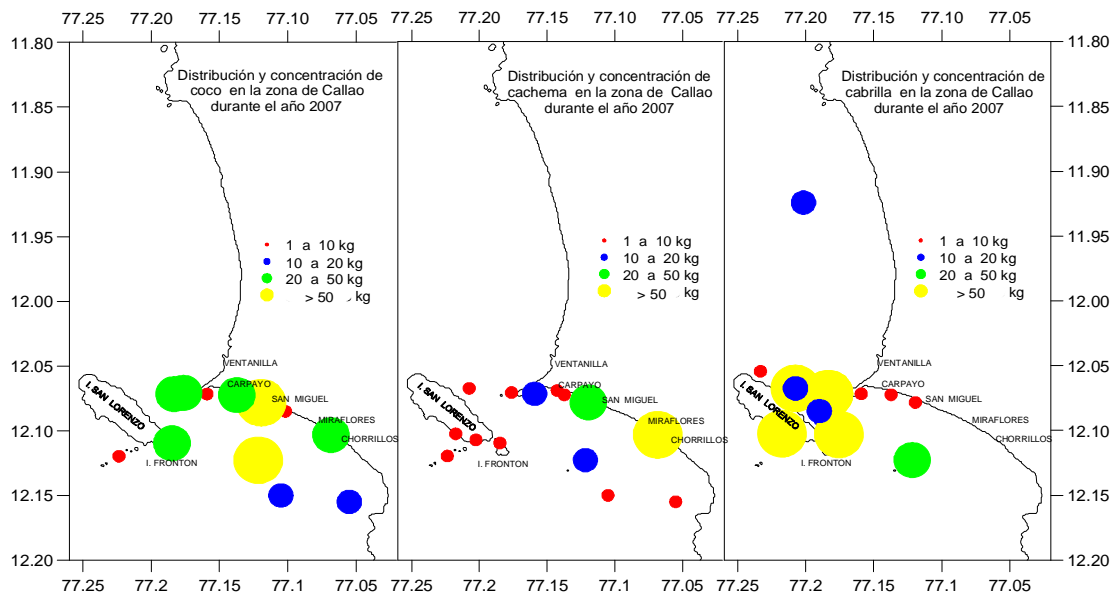 77.25 77.20 77.15 77.10 77.05 77.25 77.20 77.15 77.10 77.05 77.25 77.20 77.15 77.10 77.05
11.80 11.80
11.85 11.85
11.90 11.90
11.95 11.95
12.00 12.00
12.05 12.05
12.10 12.10
12.15 12.15
12.20 12.20
Distribución y concentración de
coco en la zona de Callao
durante el año 2007
1 a 10 kg
10 a 20 kg
20 a 50 kg
> 50 kg
VENTANILLA
CARPAYO
SAN MIGUEL
MIRAFLORES
CHORRILLOS
I. SAN LORENZO
I. FRONTON
Distribución y concentración de
cachema en la zona de Callao
durante el año 2007
1 a 10 kg
10 a 20 kg
20 a 50 kg
> 50 kg
VENTANILLA
CARPAYO
SAN MIGUEL
MIRAFLORES
CHORRILLOS
I. SAN LORENZO
I. FRONTON
Distribución y concentración de
cabrilla en la zona de Callao
durante el año 2007
1 a 10 kg
10 a 20 kg
20 a 50 kg
> 50 kg
VENTANILLA
CARPAYO
SAN MIGUEL
MIRAFLORES
CHORRILLOS
I. SAN LORENZO
I. FRONTON
77.25 77.20 77.15 77.10 77.05 77.25 77.20 77.15 77.10 77.05 77.25 77.20 77.15 77.10 77.05